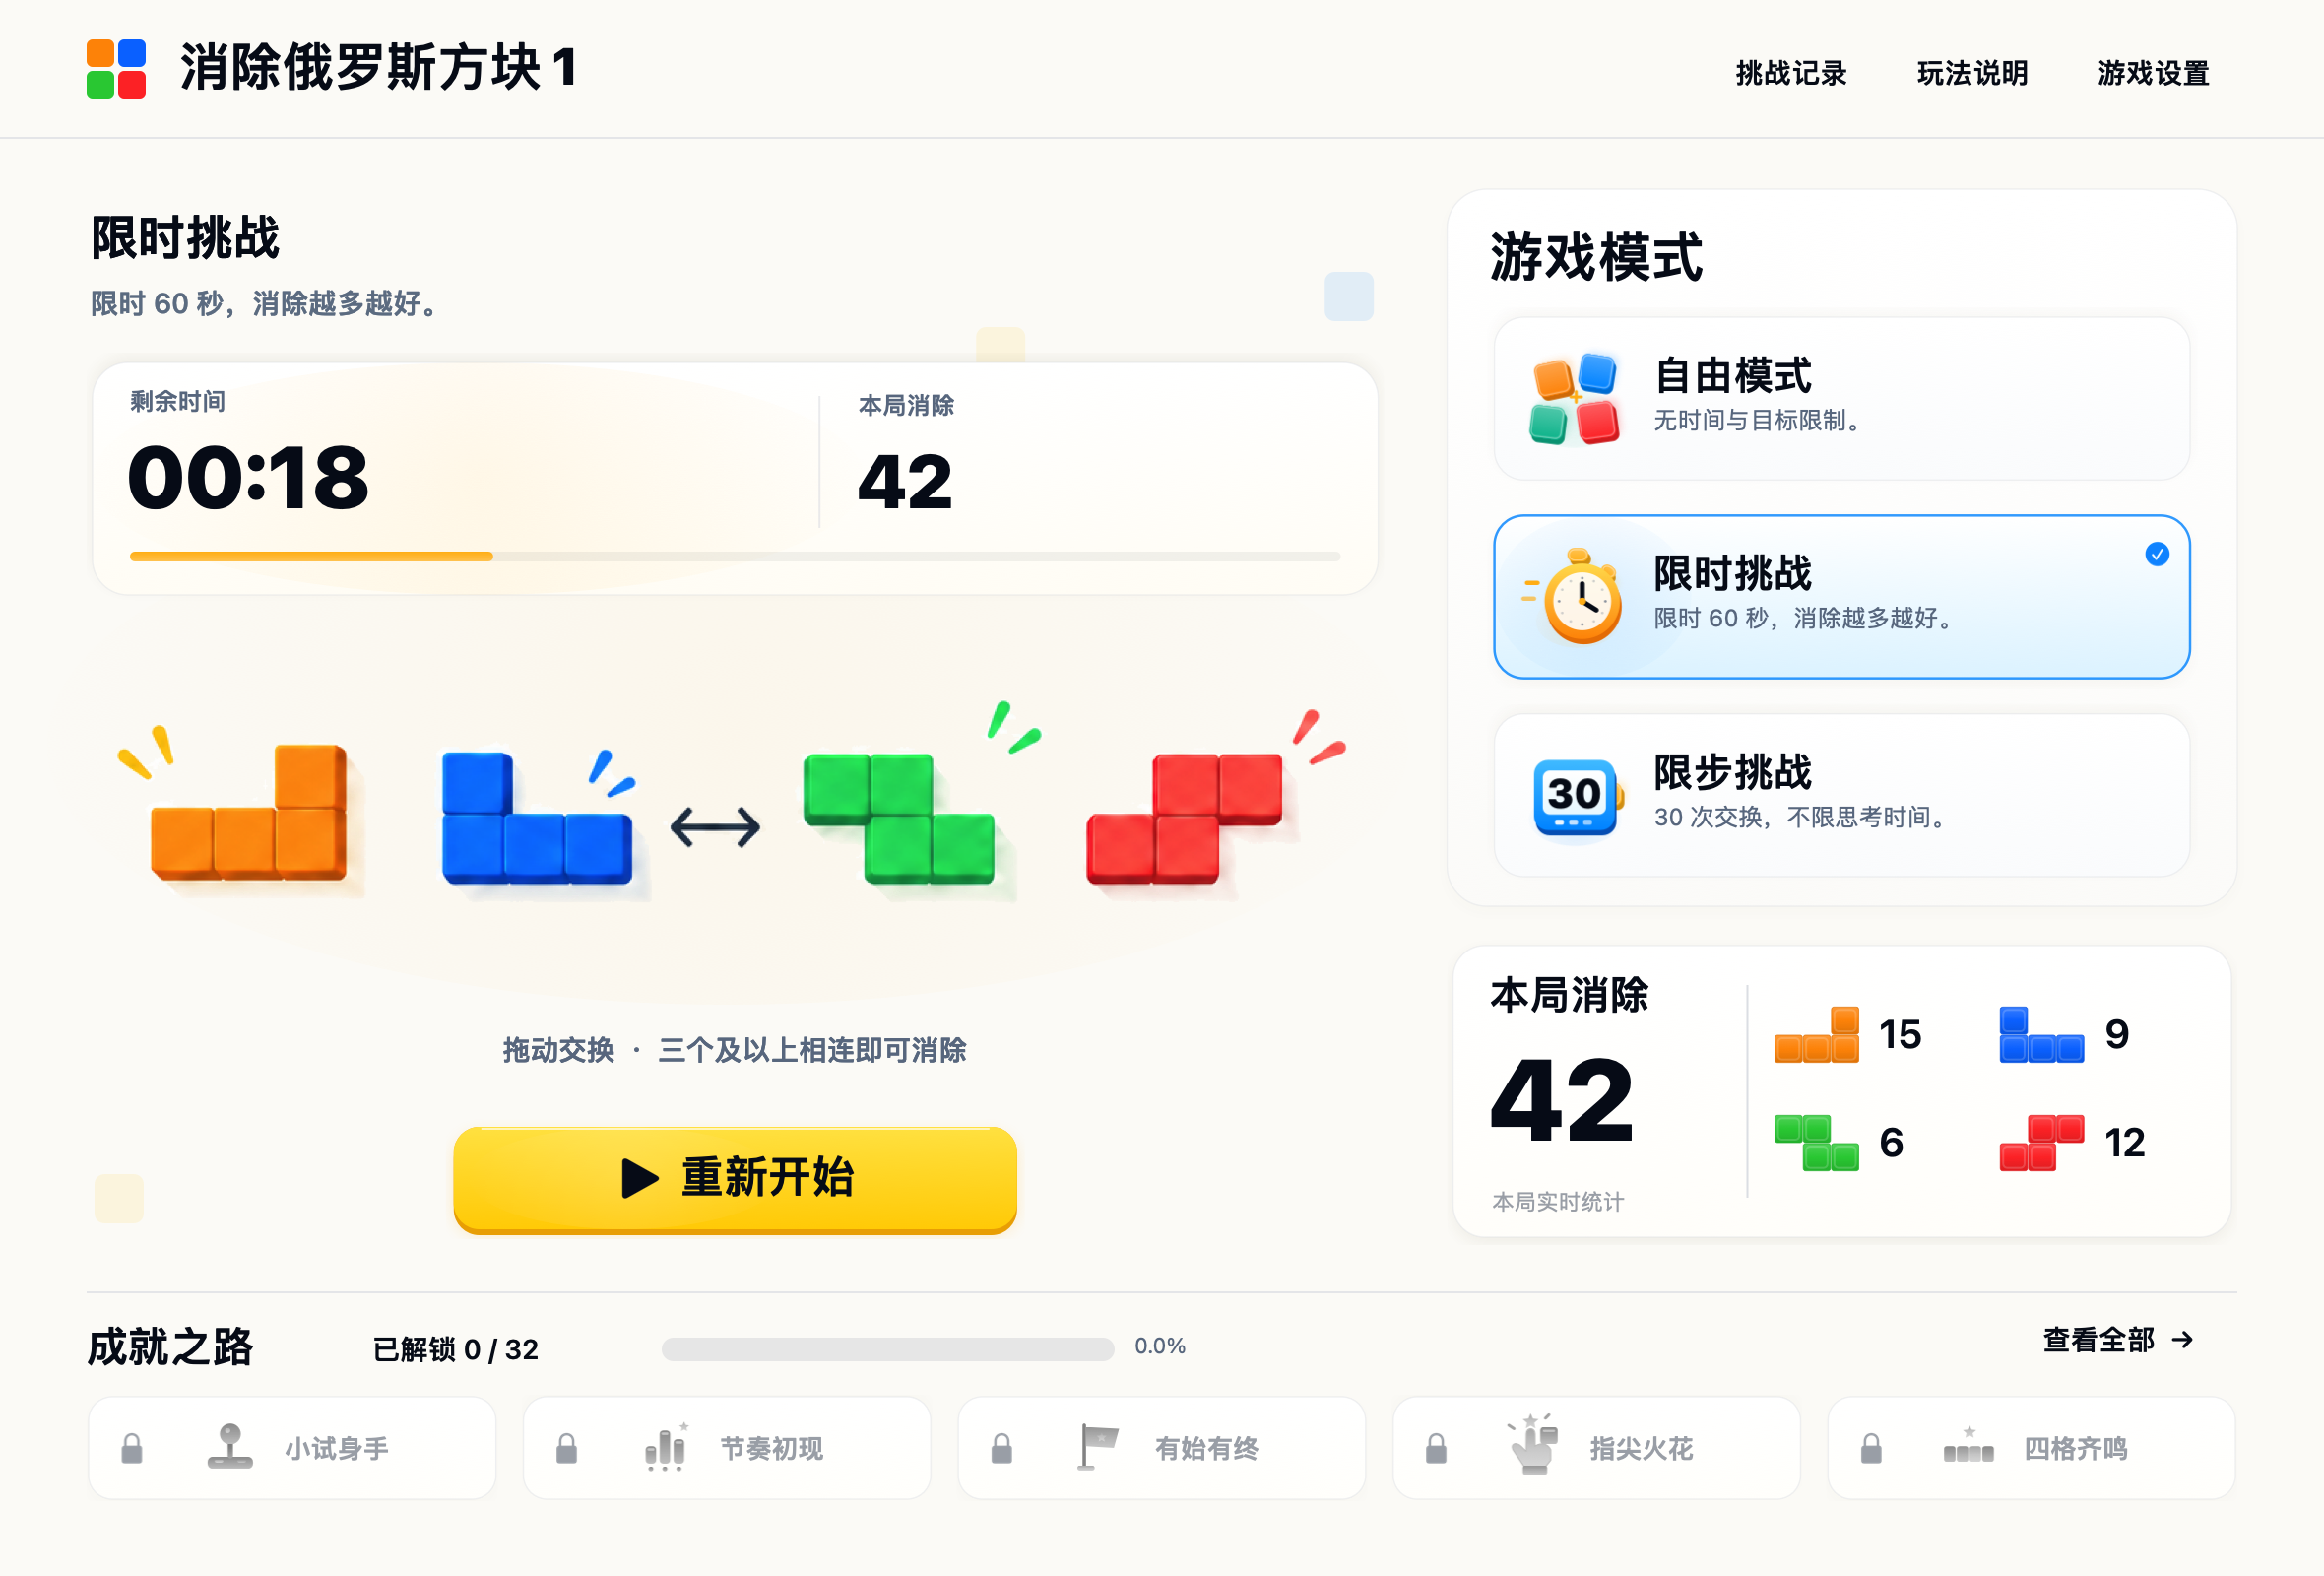 消除俄罗斯方块 1
挑战记录
玩法说明
游戏设置
限时挑战
限时 60 秒，消除越多越好。
剩余时间
00:18
本局消除
42
拖动交换 · 三个及以上相连即可消除
重新开始
游戏模式
自由模式
无时间与目标限制。
限时挑战
限时 60 秒，消除越多越好。
30
限步挑战
30 次交换，不限思考时间。
本局消除
42
本局实时统计
15
9
6
12
成就之路
已解锁 0 / 32
0.0%
查看全部 →
小试身手
节奏初现
有始有终
指尖火花
四格齐鸣